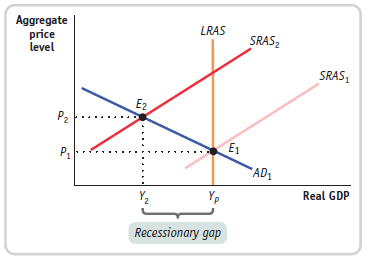 Aggregate
price
level
LRAS
SRAS2
SRAS1
E2
P2
P1
E1
AD1
Y2
Yp
Real GDP
Recessionary gap